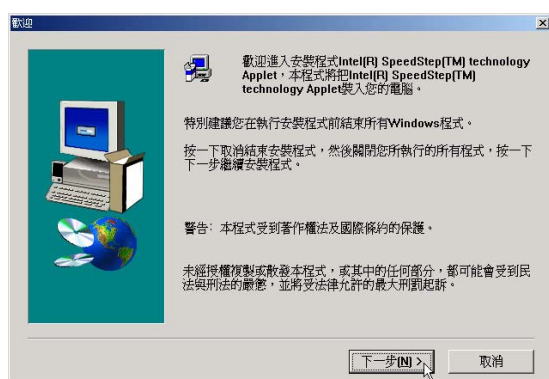 歡迎
歡迎進入安裝程式Intel(R) SpeedStep(TM) technology
Applet，本程式將把Intel(R) SpeedStep(TM)
technology Applet裝入您的電腦。
特別建議您在執行安裝程式前結束所有Windows程式。
按一下取消結束安裝程式，然後關閉您所執行的所有程式，按一下
下一步繼續安裝程式。
警告: 本程式受到著作權法及國際條約的保護。
未經授權複製或散發本程式，或其中的任何部分，都可能會受到民
法與刑法的嚴懲，並將受法律允許的最大刑罰起訴。
下一步(N) >
取消